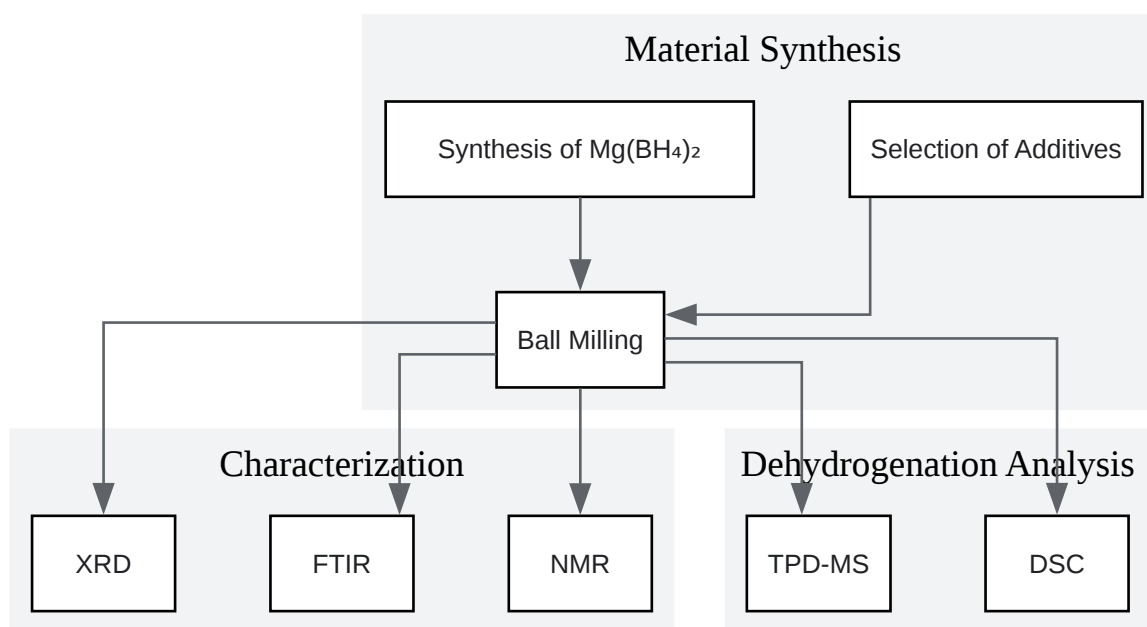 Material Synthesis
Synthesis of Mg(BH₄)₂
Selection of Additives
Ball Milling
Characterization
Dehydrogenation Analysis
XRD
FTIR
NMR
TPD-MS
DSC